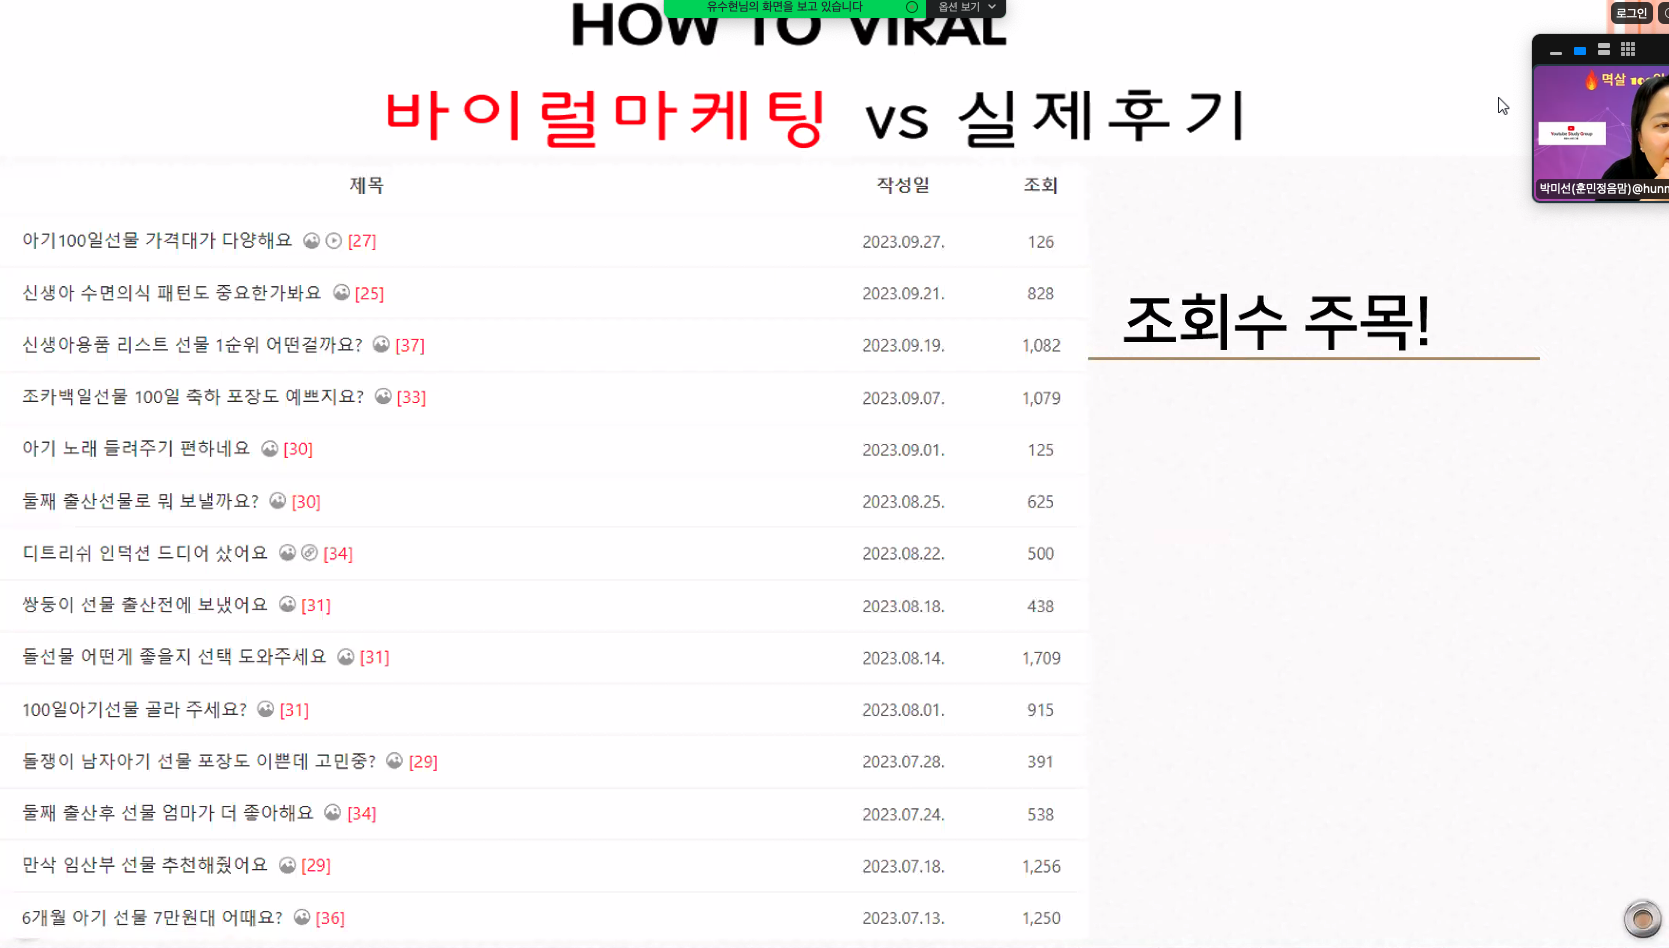 유수현님의 화면을 보고 있습니다
옵션 보기
로그인
HOW TO VIRAL
바이럴마케팅 vs 실제후기
멱살
Youtube Study Group
박미선(훈민정음맘)@hunm
제목 작성일 조회
아기100일선물 가격대가 다양해요 [27] 2023.09.27. 126
신생아 수면의식 패턴도 중요한가봐요 [25] 2023.09.21. 828
신생아용품 리스트 선물 1순위 어떤걸까요? [37] 2023.09.19. 1,082
조회수 주목!
조카백일선물 100일 축하 포장도 예쁘지요? [33] 2023.09.07. 1,079
아기 노래 들려주기 편하네요 [30] 2023.09.01. 125
둘째 출산선물로 뭐 보낼까요? [30] 2023.08.25. 625
디트리쉬 인덕션 드디어 샀어요 [34] 2023.08.22. 500
쌍둥이 선물 출산전에 보냈어요 [31] 2023.08.18. 438
돌선물 어떤게 좋을지 선택 도와주세요 [31] 2023.08.14. 1,709
100일아기선물 골라 주세요? [31] 2023.08.01. 915
돌쟁이 남자아기 선물 포장도 이쁜데 고민중? [29] 2023.07.28. 391
둘째 출산후 선물 엄마가 더 좋아해요 [34] 2023.07.24. 538
만삭 임산부 선물 추천해줬어요 [29] 2023.07.18. 1,256
6개월 아기 선물 7만원대 어때요? [36] 2023.07.13. 1,250